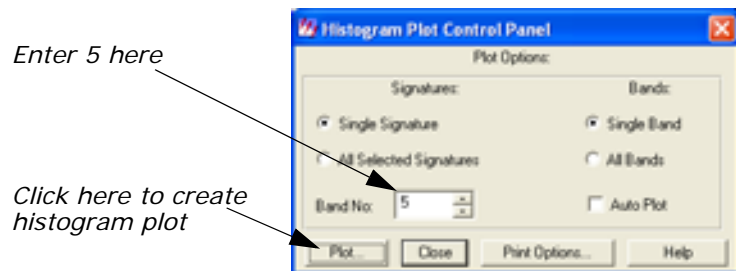 Histogram Plot Control Panel
Enter 5 here
Plot Options:
Signatures: Bands:
Single Signature Single Band
All Selected Signatures All Bands
Click here to create
histogram plot
Band No: 5 Auto Plot
Plot... Close Print Options... Help